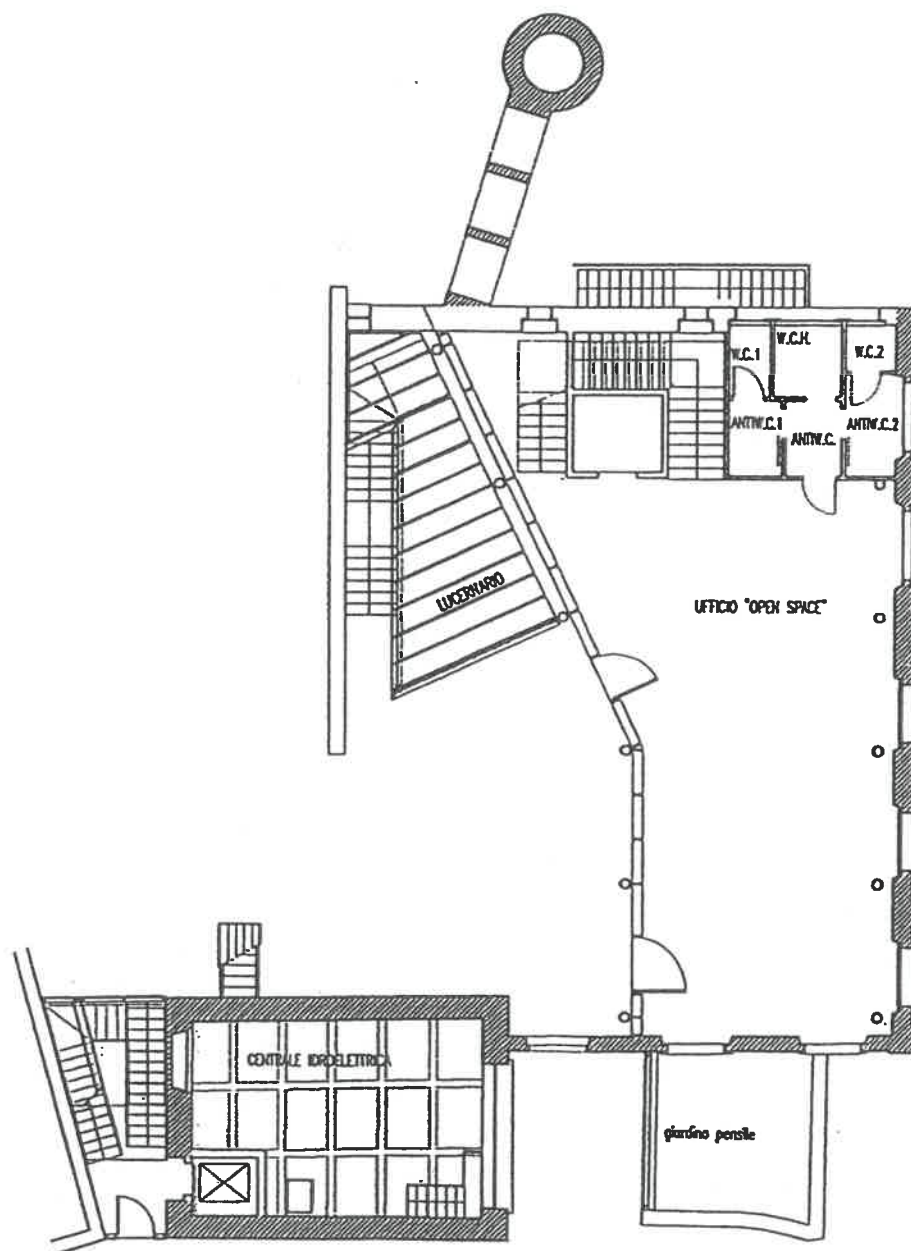 W.C.1
W.C.H.
W.C.2
ANTIW.C.1
ANTIW.C.
ANTIW.C.2
LUCERNARIO
UFFICIO "OPEN SPACE"
CENTRALE IDROELETTRICA
giardino pensile